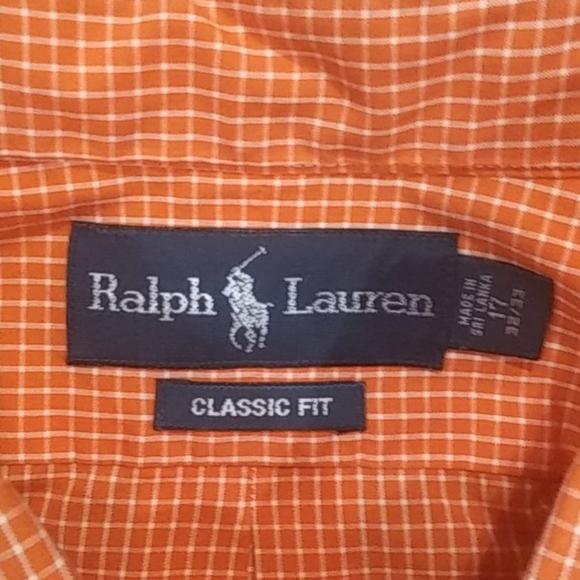 Ralph Lauren
MADE IN
SRI LANKA
17
CLASSIC FIT